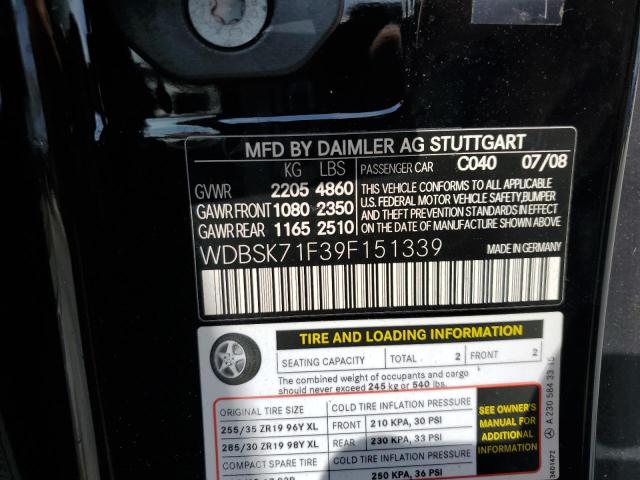 MFD BY DAIMLER AG STUTTGART
KG LBS PASSENGER CAR C040 07/08
GVWR 2205 4860
GAWR FRONT 1080 2350
GAWR REAR 1165 2510
THIS VEHICLE CONFORMS TO ALL APPLICABLE
U.S. FEDERAL MOTOR VEHICLE SAFETY,BUMPER
AND THEFT PREVENTION STANDARDS IN EFFECT
ON THE DATE OF MANUFACTURE SHOWN ABOVE
WDBSK71F39F151339 MADE IN GERMANY
TIRE AND LOADING INFORMATION
SEATING CAPACITY TOTAL 2 FRONT 2
The combined weight of occupants and cargo
should never exceed 245 kg or 540 lbs.
ORIGINAL TIRE SIZE COLD TIRE INFLATION PRESSURE
255/35 ZR19 96Y XL FRONT 210 KPA, 30 PSI
285/30 ZR19 98Y XL REAR 230 KPA, 33 PSI
COMPACT SPARE TIRE COLD TIRE INFLATION PRESSURE
250 KPA, 36 PSI
SEE OWNER'S
MANUAL FOR
ADDITIONAL
INFORMATION
A 230 584 33
3401472